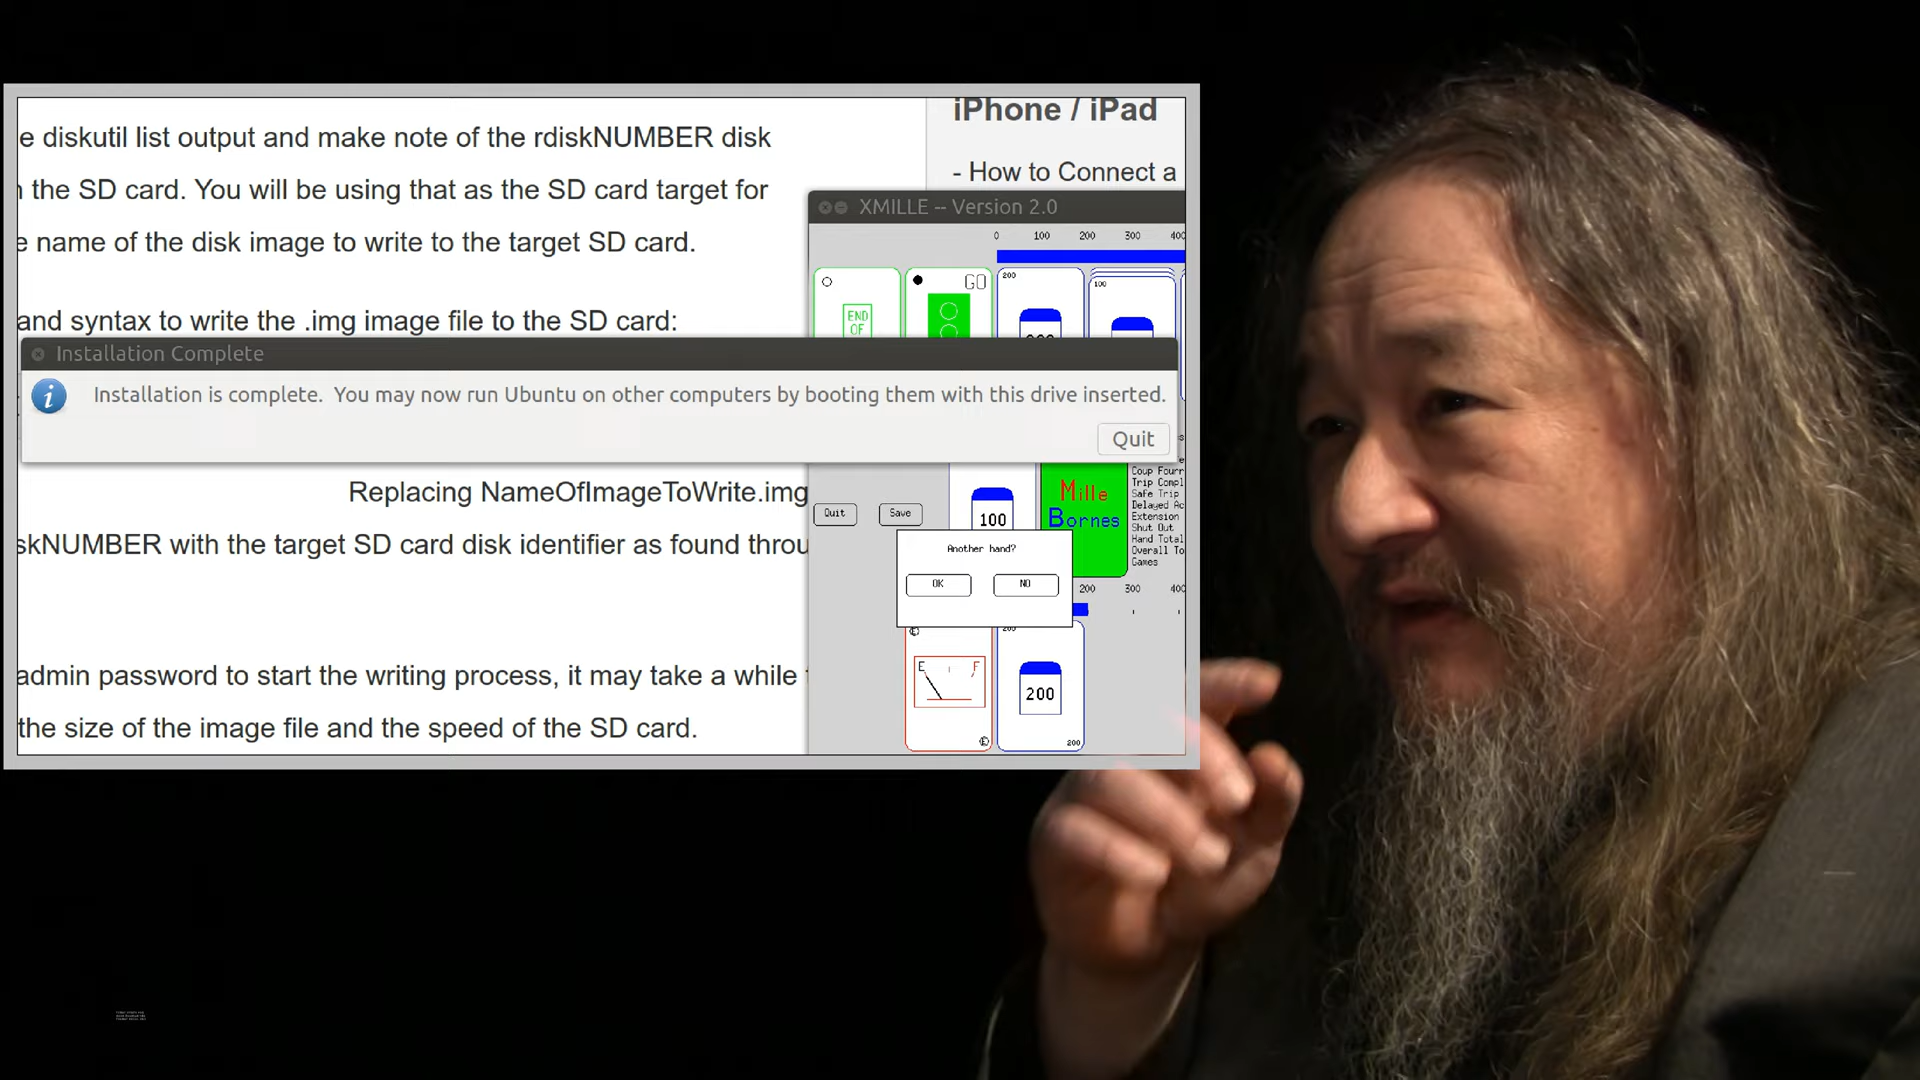 e diskutil list output and make note of the rdiskNUMBER disk
the SD card. You will be using that as the SD card target for
e name of the disk image to write to the target SD card.
and syntax to write the .img image file to the SD card:
iPhone / iPad
- How to Connect a
XMILLE -- Version 2.0
0 100 200 300 400
200
100
GO
END
OF
Installation Complete
Installation is complete. You may now run Ubuntu on other computers by booting them with this drive inserted.
Quit
Replacing NameOfImageToWrite.img
skNUMBER with the target SD card disk identifier as found throu
admin password to start the writing process, it may take a while
the size of the image file and the speed of the SD card.
Quit
Save
100
Mille
Bornes
Coup Fourr
Trip Compl
Safe Trip
Delayed Ac
Extension
Shut Out
Hand Total
Overall To
Games
Another hand?
OK
NO
200 300 400
E F
200
200